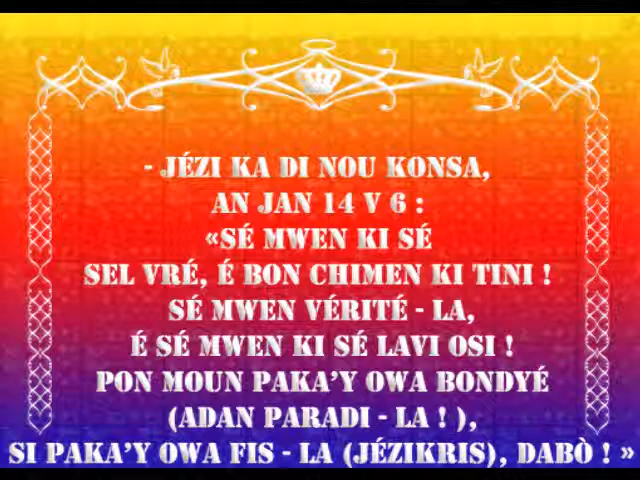 - JÉZI KA DI NOU KONSA,
AN JAN 14 V 6 :
«SÉ MWEN KI SÉ
SEL VRÉ, É BON CHIMEN KI TINI !
SÉ MWEN VÉRITÉ - LA,
É SÉ MWEN KI SÉ LAVI OSI !
PON MOUN PAKA'Y OWA BONDYÉ
(ADAN PARADI - LA ! ),
SI PAKA'Y OWA FIS - LA (JÉZIKRIS), DABÒ ! »